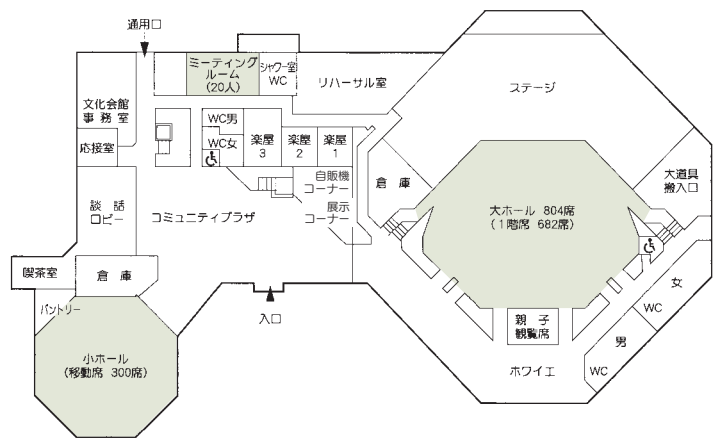 通用口
ミーティング
ルーム
(20人)
シャワー室
WC
リハーサル室
ステージ
文化会館
事務室
応接室
WC男
WC女
楽屋
3
楽屋
2
楽屋
1
自販機
コーナー
展示
コーナー
倉庫
大道具
搬入口
大ホール 804席
(1階席 682席)
談話
ロビー
コミュニティプラザ
喫茶室
倉庫
パントリー
入口
小ホール
(移動席 300席)
親子
観覧席
ホワイエ
女
WC
男
WC